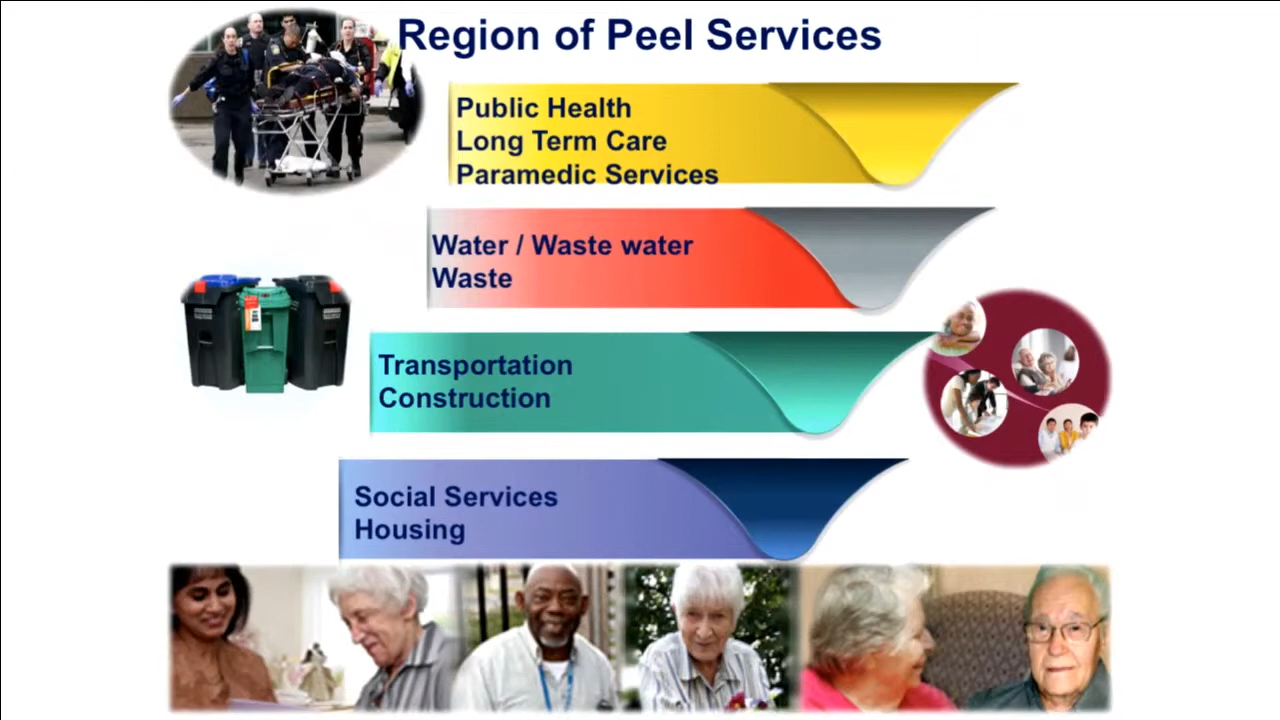 Region of Peel Services
Public Health
Long Term Care
Paramedic Services
Water / Waste water
Waste
Transportation
Construction
Social Services
Housing